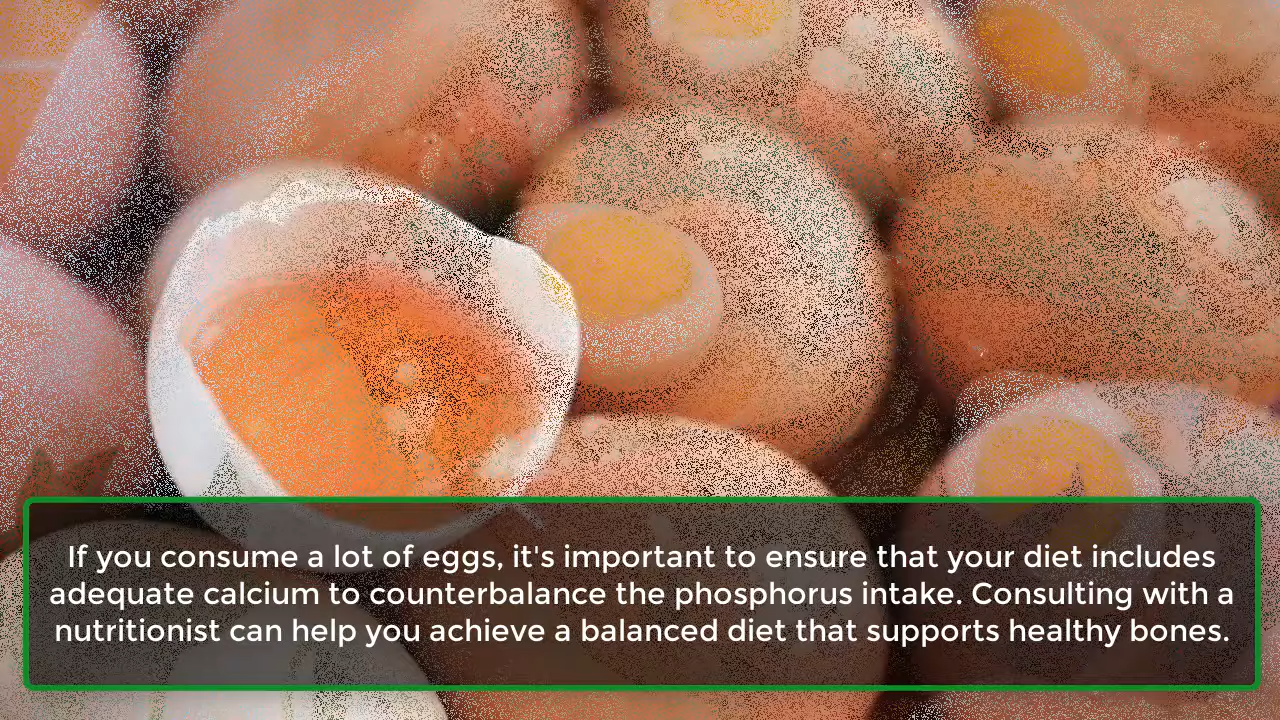 If you consume a lot of eggs, it's important to ensure that your diet includes
adequate calcium to counterbalance the phosphorus intake. Consulting with a
nutritionist can help you achieve a balanced diet that supports healthy bones.